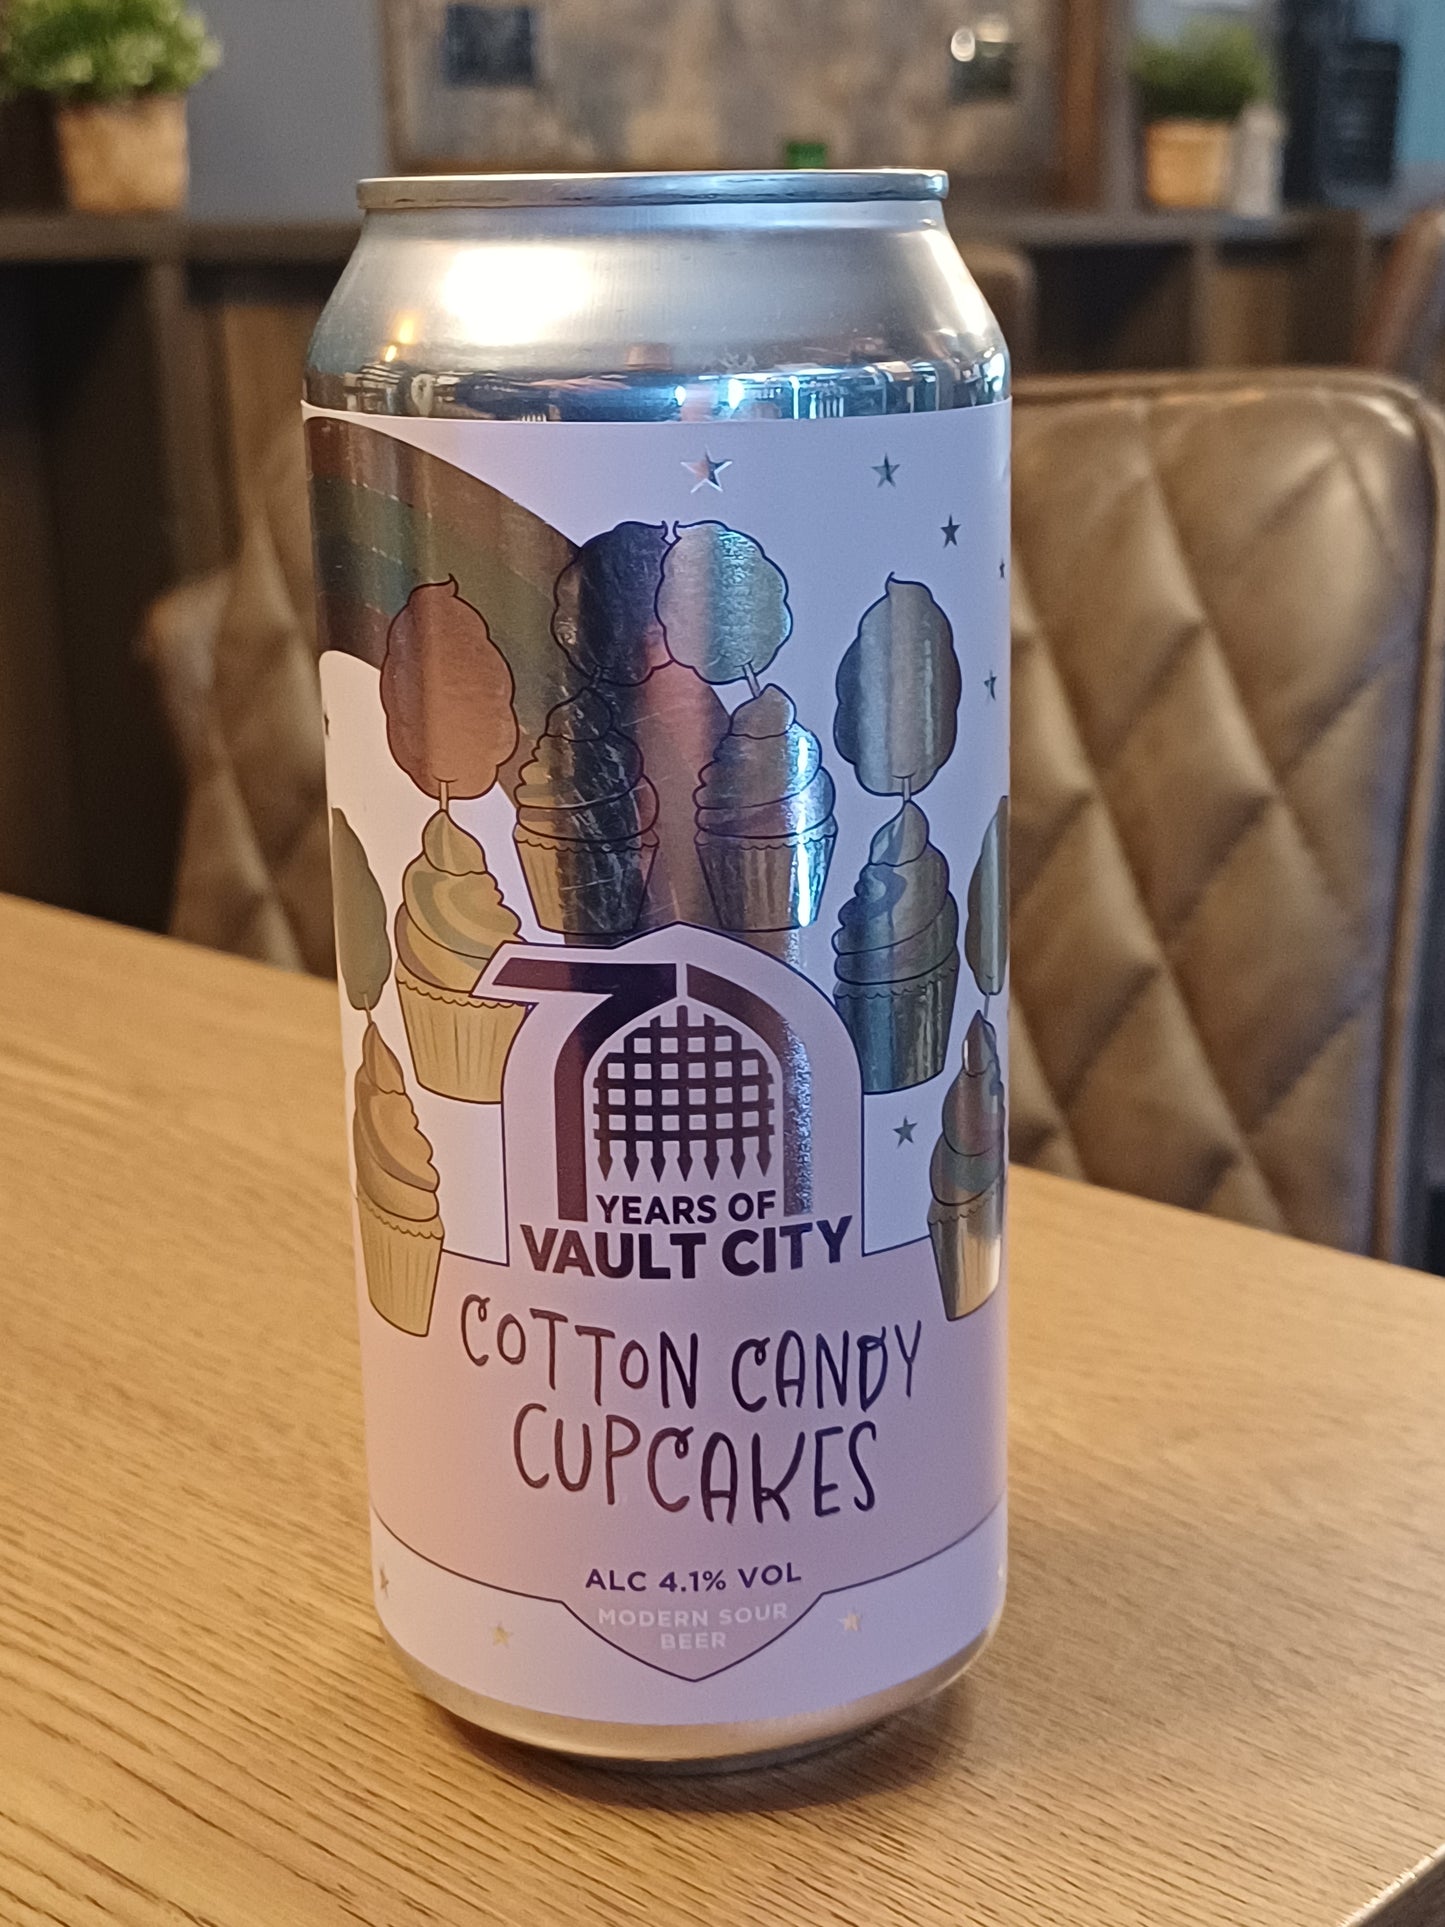 7
YEARS OF
VAULT CITY
COTTON CANDY
CUPCAKES
ALC 4.1% VOL
MODERN SOUR
BEER